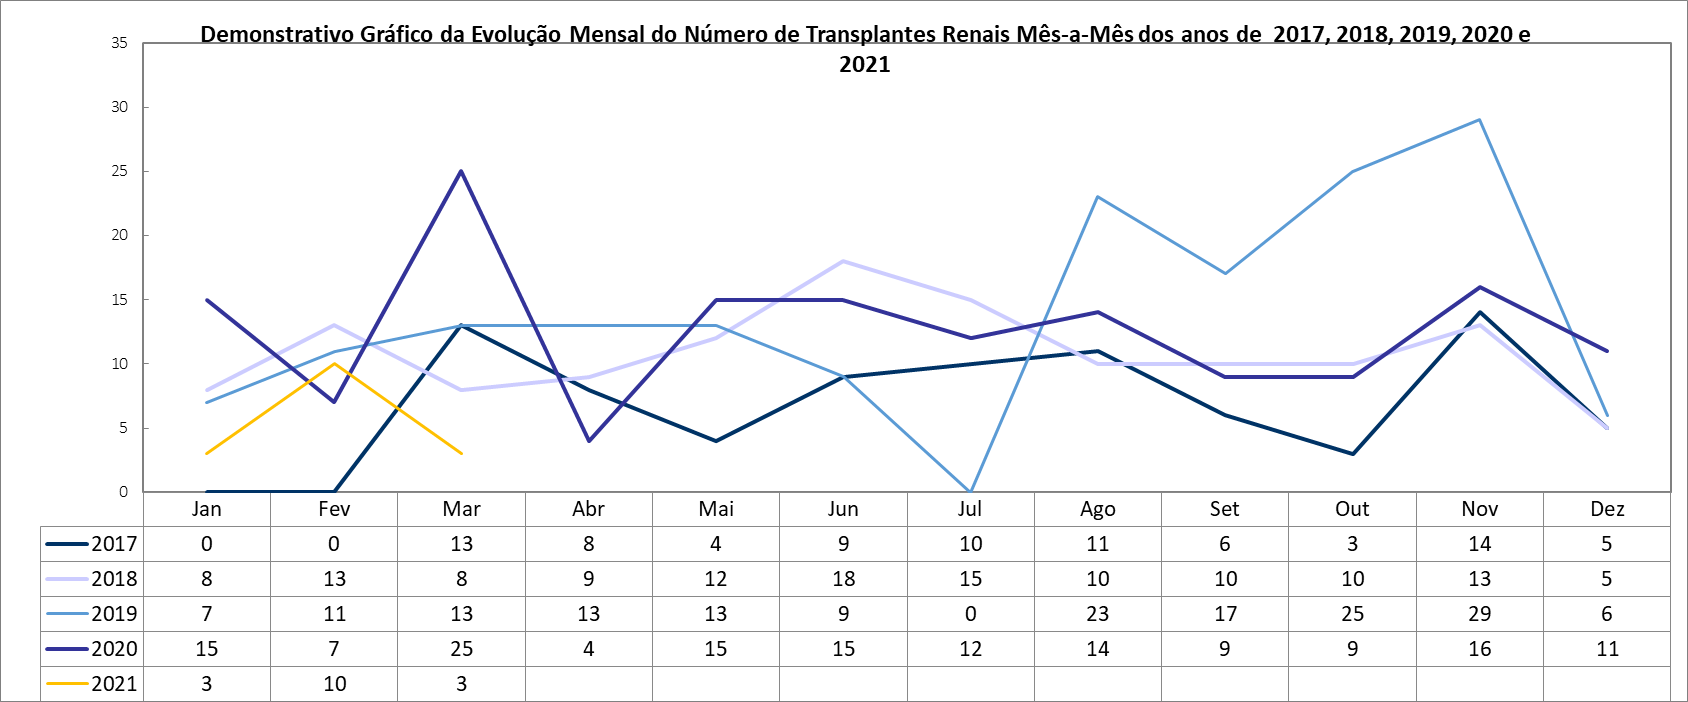 Demonstrativo Gráfico da Evolução Mensal do Número de Transplantes Renais Mês-a-Mês dos anos de 2017, 2018, 2019, 2020 e
2021
35
30
25
20
15
10
5
0
Jan Fev Mar Abr Mai Jun Jul Ago Set Out Nov Dez
2017 0 0 13 8 4 9 10 11 6 3 14 5
2018 8 13 8 9 12 18 15 10 10 10 13 5
2019 7 11 13 13 13 9 0 23 17 25 29 6
2020 15 7 25 4 15 15 12 14 9 9 16 11
2021 3 10 3